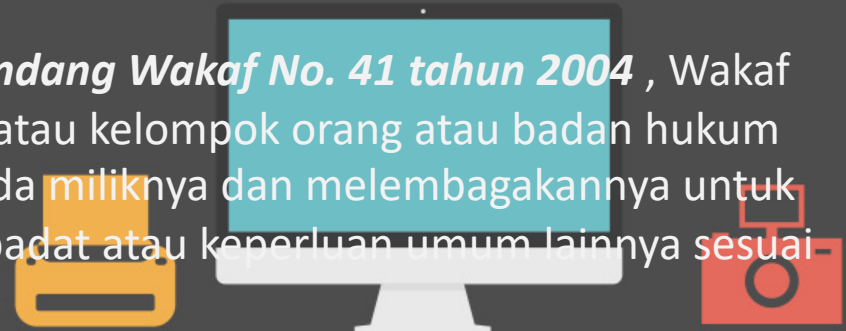 ndang Wakaf No. 41 tahun 2004 , Wakaf
atau kelompok orang atau badan hukum
da miliknya dan melembagakannya untuk
badat atau keperluan umum lainnya sesuai